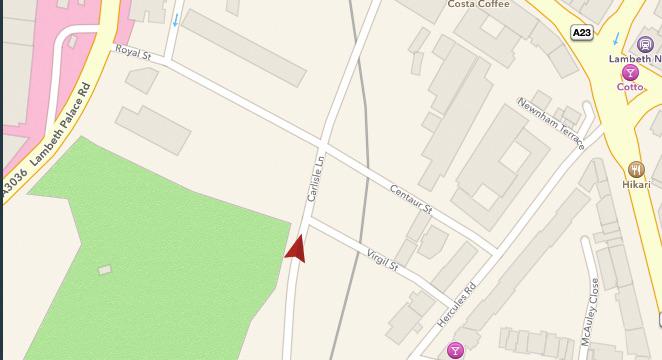 Costa Coffee
A23
Royal St
Lambeth N
Cotto
Lambeth Palace Rd
Newnham Terrace
A3036
Carlisle Ln
Hikari
Centaur St
Virgil St
Hercules Rd
McAuley Close